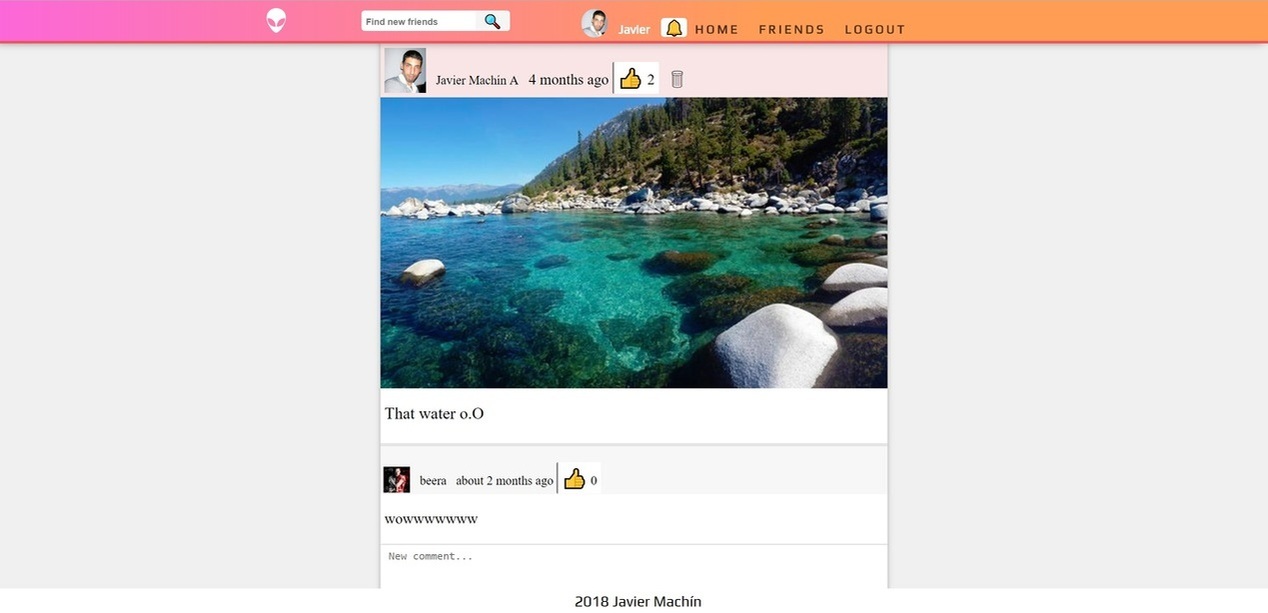 Find new friends Javier HOME FRIENDS LOGOUT
Javier Machín A 4 months ago 2
That water o.O
beera about 2 months ago 0
wowwwwwww
New comment...
2018 Javier Machín